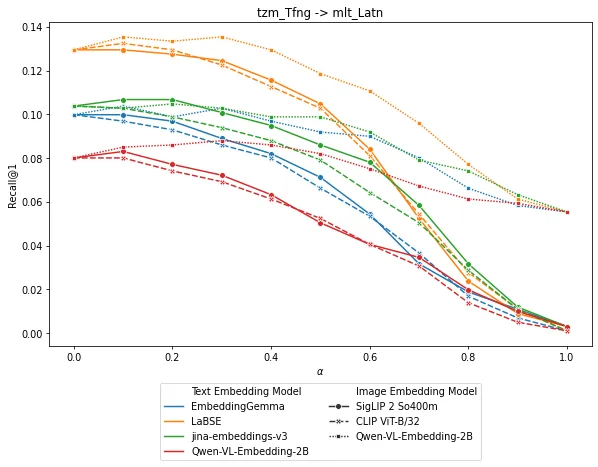 tzm_Tfng -> mlt_Latn
0.14
0.12
0.10
0.08
0.06
0.04
0.02
0.00
Recall@1
0.0 0.2 0.4 0.6 0.8 1.0
α
Text Embedding Model Image Embedding Model
EmbeddingGemma SigLIP 2 So400m
LaBSE CLIP ViT-B/32
jina-embeddings-v3 Qwen-VL-Embedding-2B
Qwen-VL-Embedding-2B